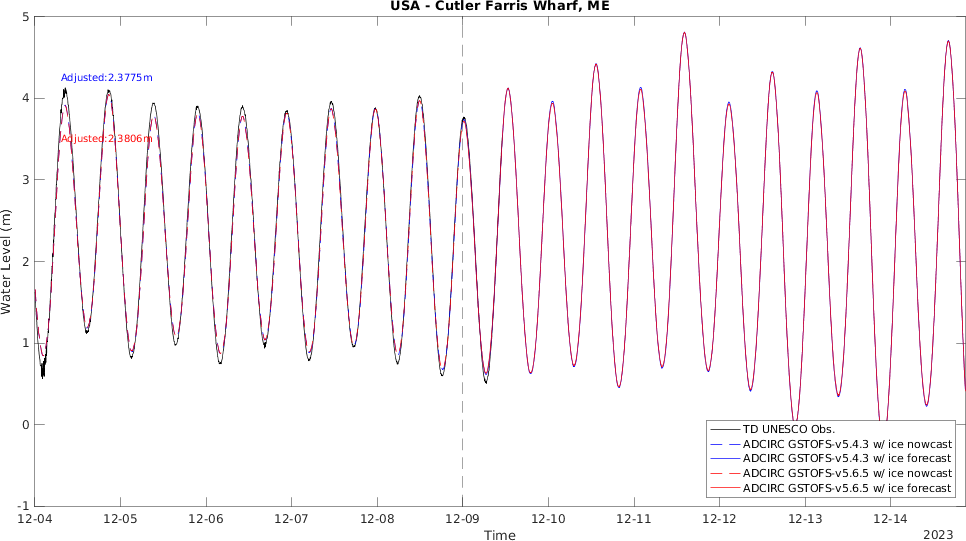 USA - Cutler Farris Wharf, ME
5
4
3
2
1
0
-1
Water Level (m)
Adjusted:2.3775m
Adjusted:2.3806m
TD UNESCO Obs.
ADCIRC GSTOFS-v5.4.3 w/ ice nowcast
ADCIRC GSTOFS-v5.4.3 w/ ice forecast
ADCIRC GSTOFS-v5.6.5 w/ ice nowcast
ADCIRC GSTOFS-v5.6.5 w/ ice forecast
12-04 12-05 12-06 12-07 12-08 12-09 12-10 12-11 12-12 12-13 12-14
Time
2023